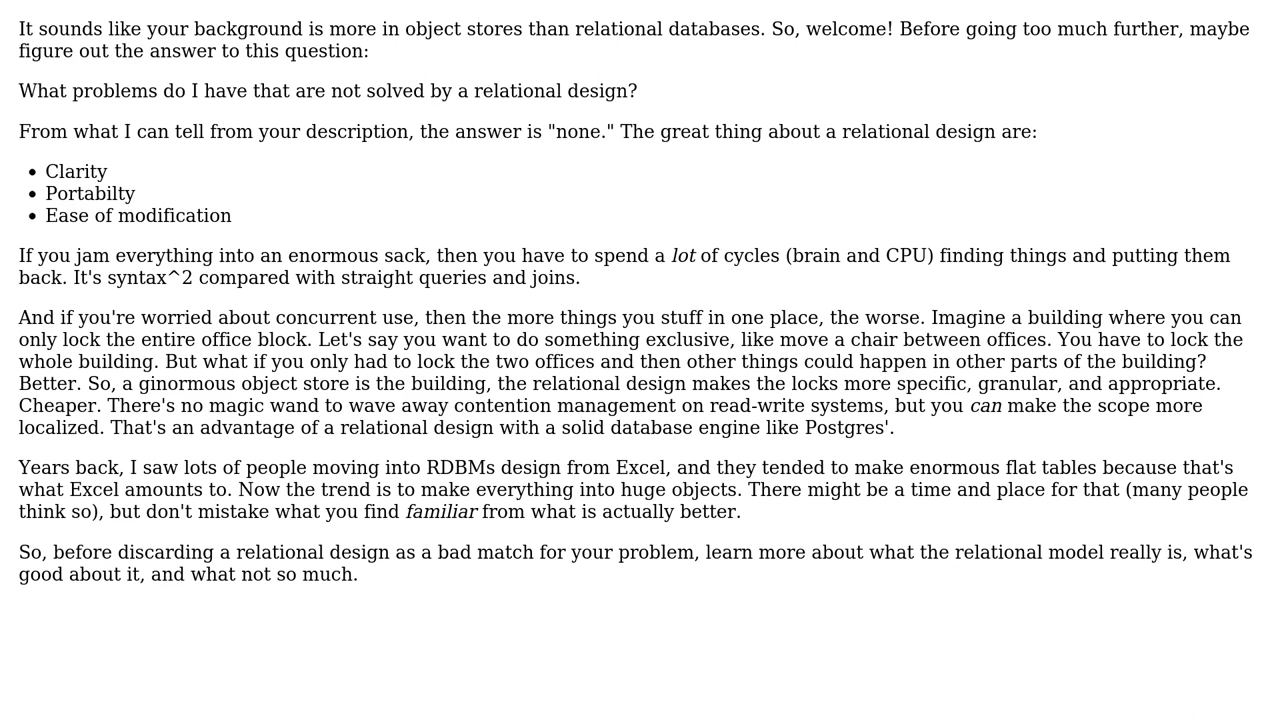 It sounds like your background is more in object stores than relational databases. So, welcome! Before going too much further, maybe
figure out the answer to this question:
What problems do I have that are not solved by a relational design?
From what I can tell from your description, the answer is "none." The great thing about a relational design are:
• Clarity
• Portabilty
• Ease of modification
If you jam everything into an enormous sack, then you have to spend a lot of cycles (brain and CPU) finding things and putting them
back. It's syntax^2 compared with straight queries and joins.
And if you're worried about concurrent use, then the more things you stuff in one place, the worse. Imagine a building where you can
only lock the entire office block. Let's say you want to do something exclusive, like move a chair between offices. You have to lock the
whole building. But what if you only had to lock the two offices and then other things could happen in other parts of the building?
Better. So, a ginormous object store is the building, the relational design makes the locks more specific, granular, and appropriate.
Cheaper. There's no magic wand to wave away contention management on read-write systems, but you can make the scope more
localized. That's an advantage of a relational design with a solid database engine like Postgres'.
Years back, I saw lots of people moving into RDBMs design from Excel, and they tended to make enormous flat tables because that's
what Excel amounts to. Now the trend is to make everything into huge objects. There might be a time and place for that (many people
think so), but don't mistake what you find familiar from what is actually better.
So, before discarding a relational design as a bad match for your problem, learn more about what the relational model really is, what's
good about it, and what not so much.